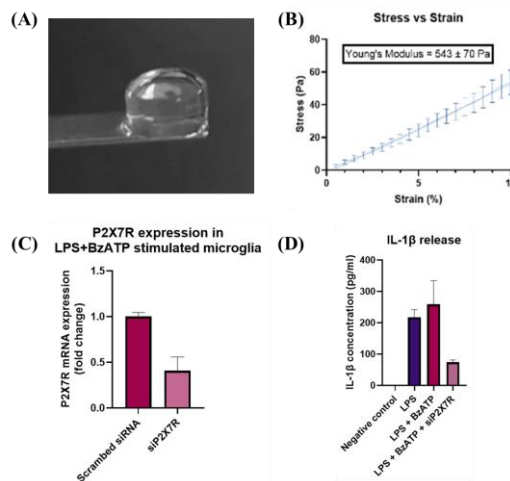 (A)
(B)
Stress vs Strain
Young's Modulus = 543 ± 70 Pa
Stress (Pa)
80
60
40
20
0
0
5
1
Strain (%)
(C)
P2X7R expression in
LPS+BzATP stimulated microglia
P2X7R mRNA expression
(fold change)
1.5
1.0
0.5
0.0
Scrambed siRNA
siP2X7R
(D)
IL-1β release
IL-1β concentration (pg/ml)
400
300
200
100
0
Negative control
LPS
LPS + BzATP
LPS + BzATP + siP2X7R